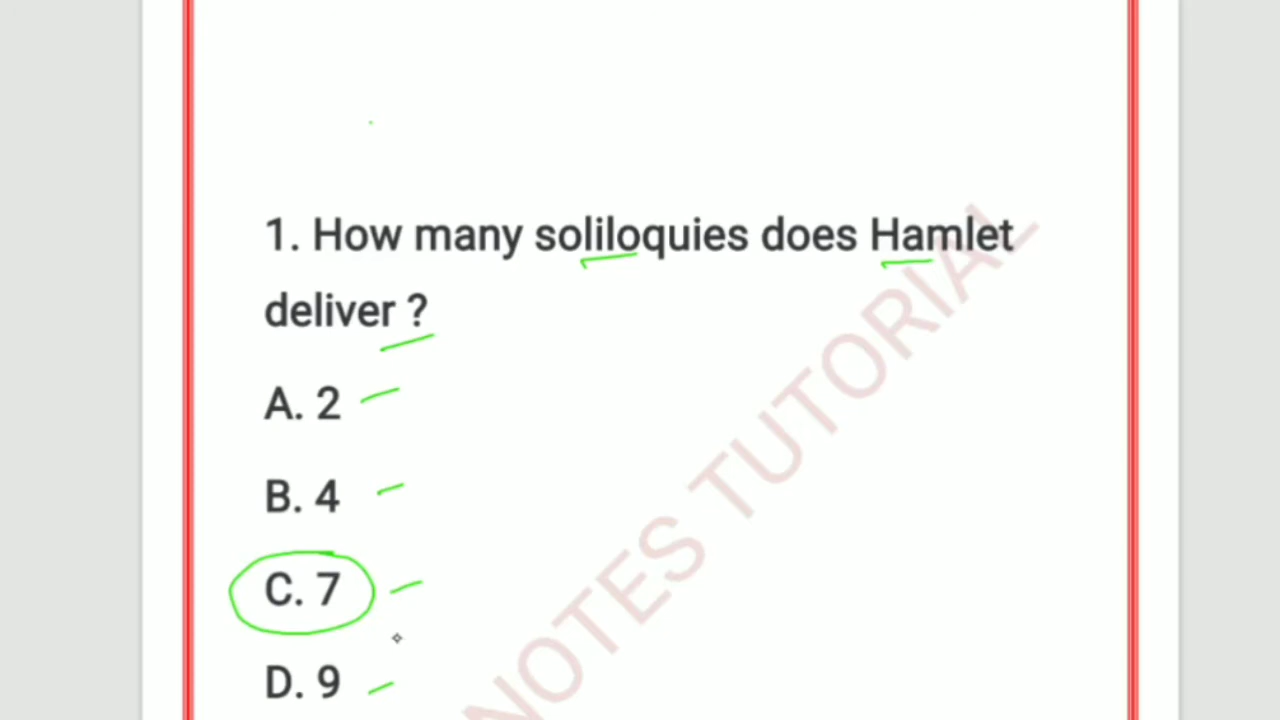 1. How many soliloquies does Hamlet
deliver ?
A. 2
B. 4
C. 7
D. 9
NOTES TUTORIAL